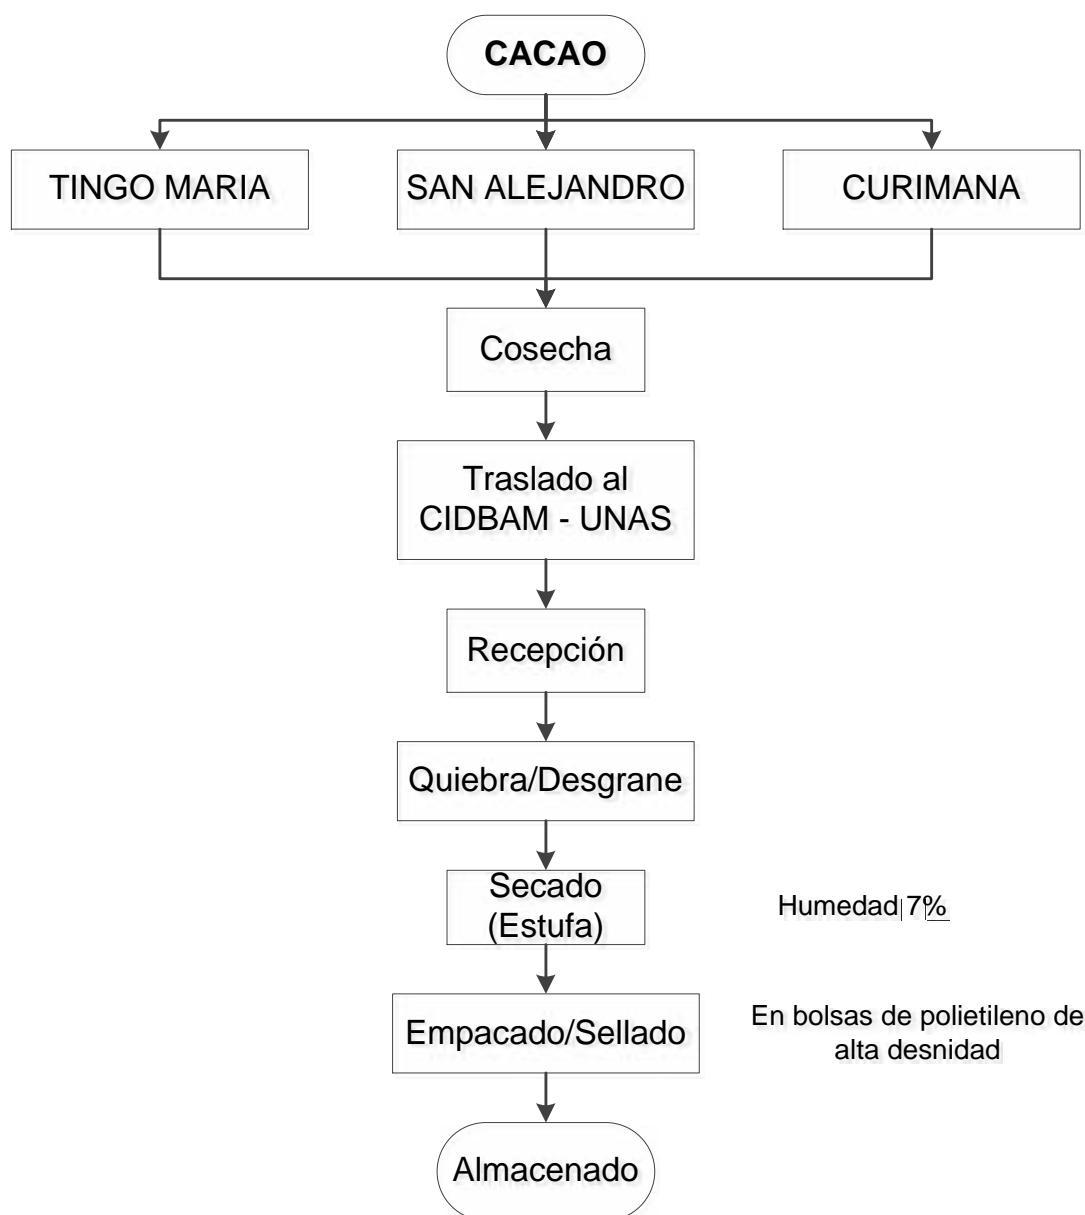 CACAO
TINGO MARIA
SAN ALEJANDRO
CURIMANA
Cosecha
Traslado al
CIDBAM - UNAS
Recepción
Quiebra/Desgrane
Secado
(Estufa)
Humedad 7%
Empacado/Sellado
En bolsas de polietileno de
alta desnidad
Almacenado